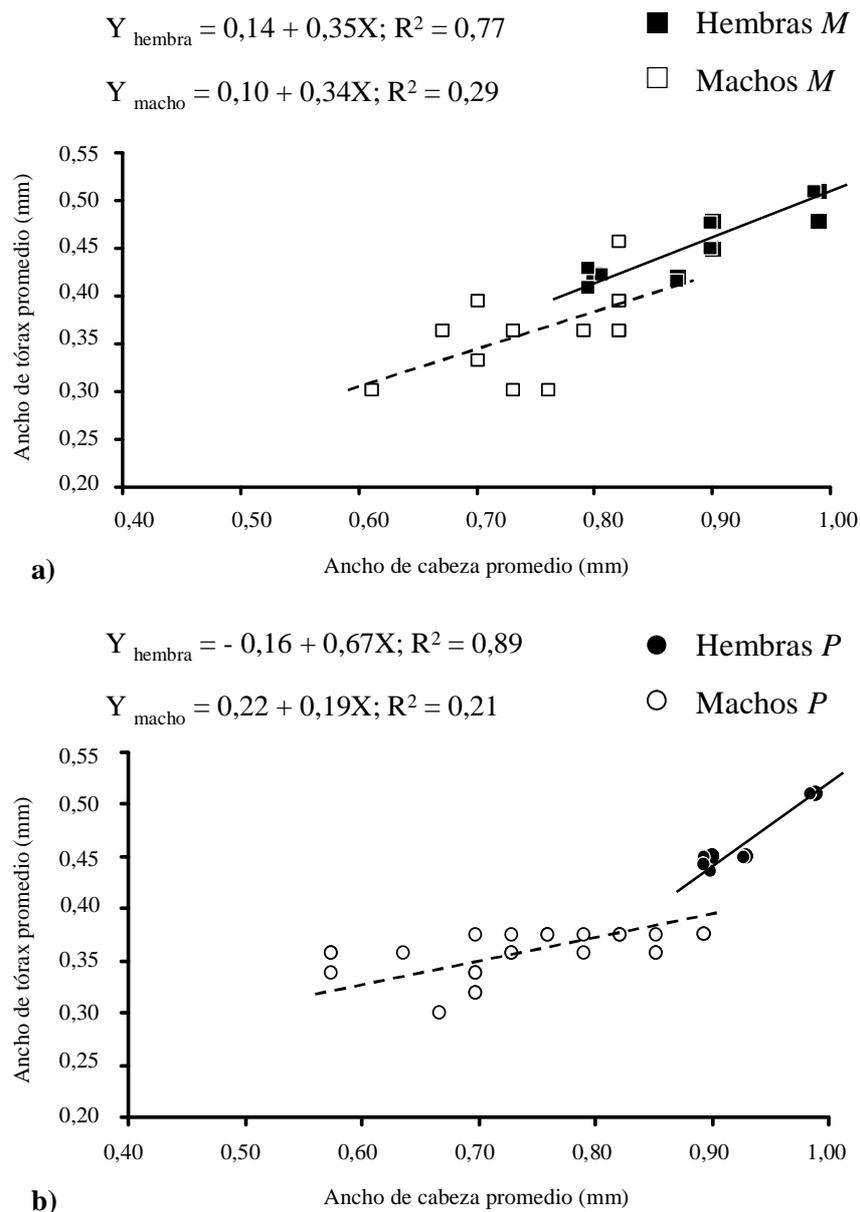 Y hembra = 0,14 + 0,35X; R² = 0,77
Hembras M
Y macho = 0,10 + 0,34X; R² = 0,29
Machos M
Ancho de tórax promedio (mm)
0,55
0,50
0,45
0,40
0,35
0,30
0,25
0,20
0,40 0,50 0,60 0,70 0,80 0,90 1,00
Ancho de cabeza promedio (mm)
a)
Y hembra = - 0,16 + 0,67X; R² = 0,89
Hembras P
Y macho = 0,22 + 0,19X; R² = 0,21
Machos P
Ancho de tórax promedio (mm)
0,55
0,50
0,45
0,40
0,35
0,30
0,25
0,20
0,40 0,50 0,60 0,70 0,80 0,90 1,00
Ancho de cabeza promedio (mm)
b)